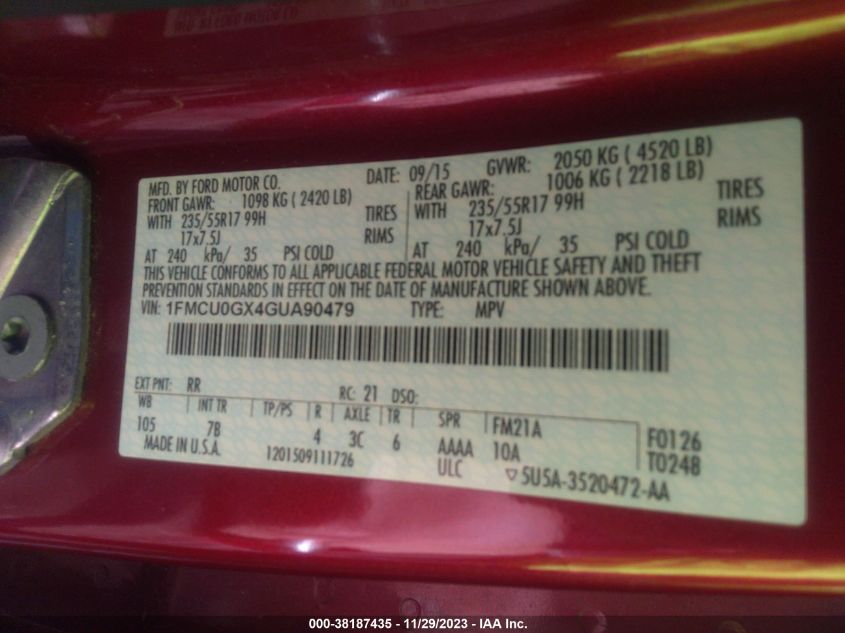 MFD. BY FORD MOTOR CO. DATE: 09/15 GVWR: 2050 KG ( 4520 LB)
FRONT GAWR: 1098 KG ( 2420 LB) REAR GAWR: 1006 KG ( 2218 LB)
WITH 235/55R17 99H TIRES WITH 235/55R17 99H TIRES
17x7.5J RIMS 17x7.5J RIMS
AT 240 kPa/ 35 PSI COLD AT 240 kPa/ 35 PSI COLD
THIS VEHICLE CONFORMS TO ALL APPLICABLE FEDERAL MOTOR VEHICLE SAFETY AND THEFT
PREVENTION STANDARDS IN EFFECT ON THE DATE OF MANUFACTURE SHOWN ABOVE.
VIN: 1FMCU0GX4GUA90479 TYPE: MPV
EXT PNT: RR RC: 21 DSO:
WB INT TR TP/PS R AXLE TR SPR FM21A F0126
105 7B 4 3C 6 AAAA 10A T0248
MADE IN U.S.A. 1201509111726 ULC ▽5U5A-3520472-AA
000-38187435 - 11/29/2023 - IAA Inc.